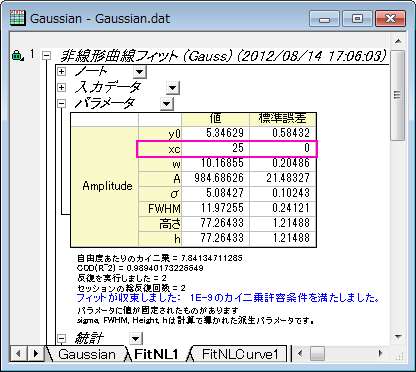 Gaussian - Gaussian.dat
1 非線形曲線フィット (Gauss) (2012/08/14 17:06:03)
ノート
入力データ
パラメータ
値 標準誤差
y0 5.34629 0.58432
xc 25 0
w 10.16855 0.20486
A 984.68626 21.48327
Amplitude σ 5.08427 0.10243
FWHM 11.97255 0.24121
高さ 77.26433 1.21488
h 77.26433 1.21488
自由度あたりのカイ二乗 = 7.84134711285
COD(R^2) = 0.98940173226549
反復を実行しました = 2
セッションの総反復回数 = 2
フィットが収束しました： 1E-9のカイ二乗許容条件を満たしました。
パラメータに値が固定されたものがあります
sigma, FWHM, Height, hは計算で導かれた派生パラメータです。
統計
Gaussian FitNL1 FitNLCurve1